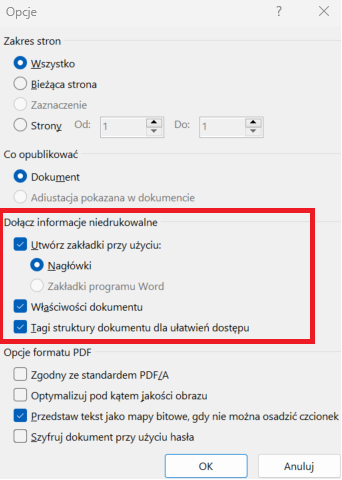 Opcje ? ×
Zakres stron
Wszystko
Bieżąca strona
Zaznaczenie
Strony Od: 1 Do: 1
Co opublikować
Dokument
Adiustacja pokazana w dokumencie
Dołącz informacje niedrukowalne
Utwórz zakładki przy użyciu:
Nagłówki
Zakładki programu Word
Właściwości dokumentu
Tagi struktury dokumentu dla ułatwień dostępu
Opcje formatu PDF
Zgodny ze standardem PDF/A
Optymalizuj pod kątem jakości obrazu
Przedstaw tekst jako mapy bitowe, gdy nie można osadzić czcionek
Szyfruj dokument przy użyciu hasła
OK Anuluj